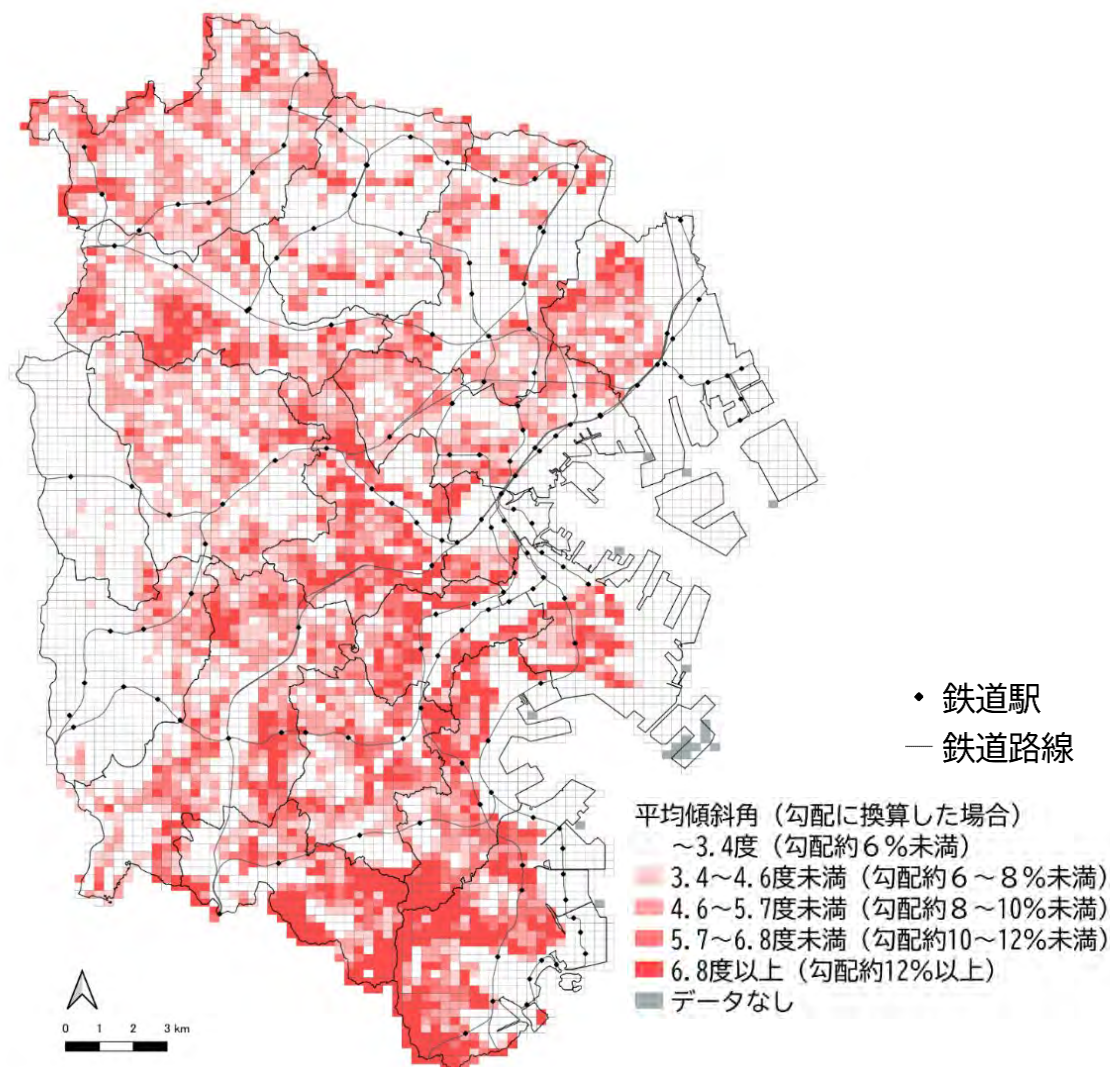 鉄道駅
鉄道路線
平均傾斜角（勾配に換算した場合）
～3.4度（勾配約６％未満）
3.4～4.6度未満（勾配約６～８％未満）
4.6～5.7度未満（勾配約８～10％未満）
5.7～6.8度未満（勾配約10～12％未満）
6.8度以上（勾配約12％以上）
データなし
0 1 2 3 km